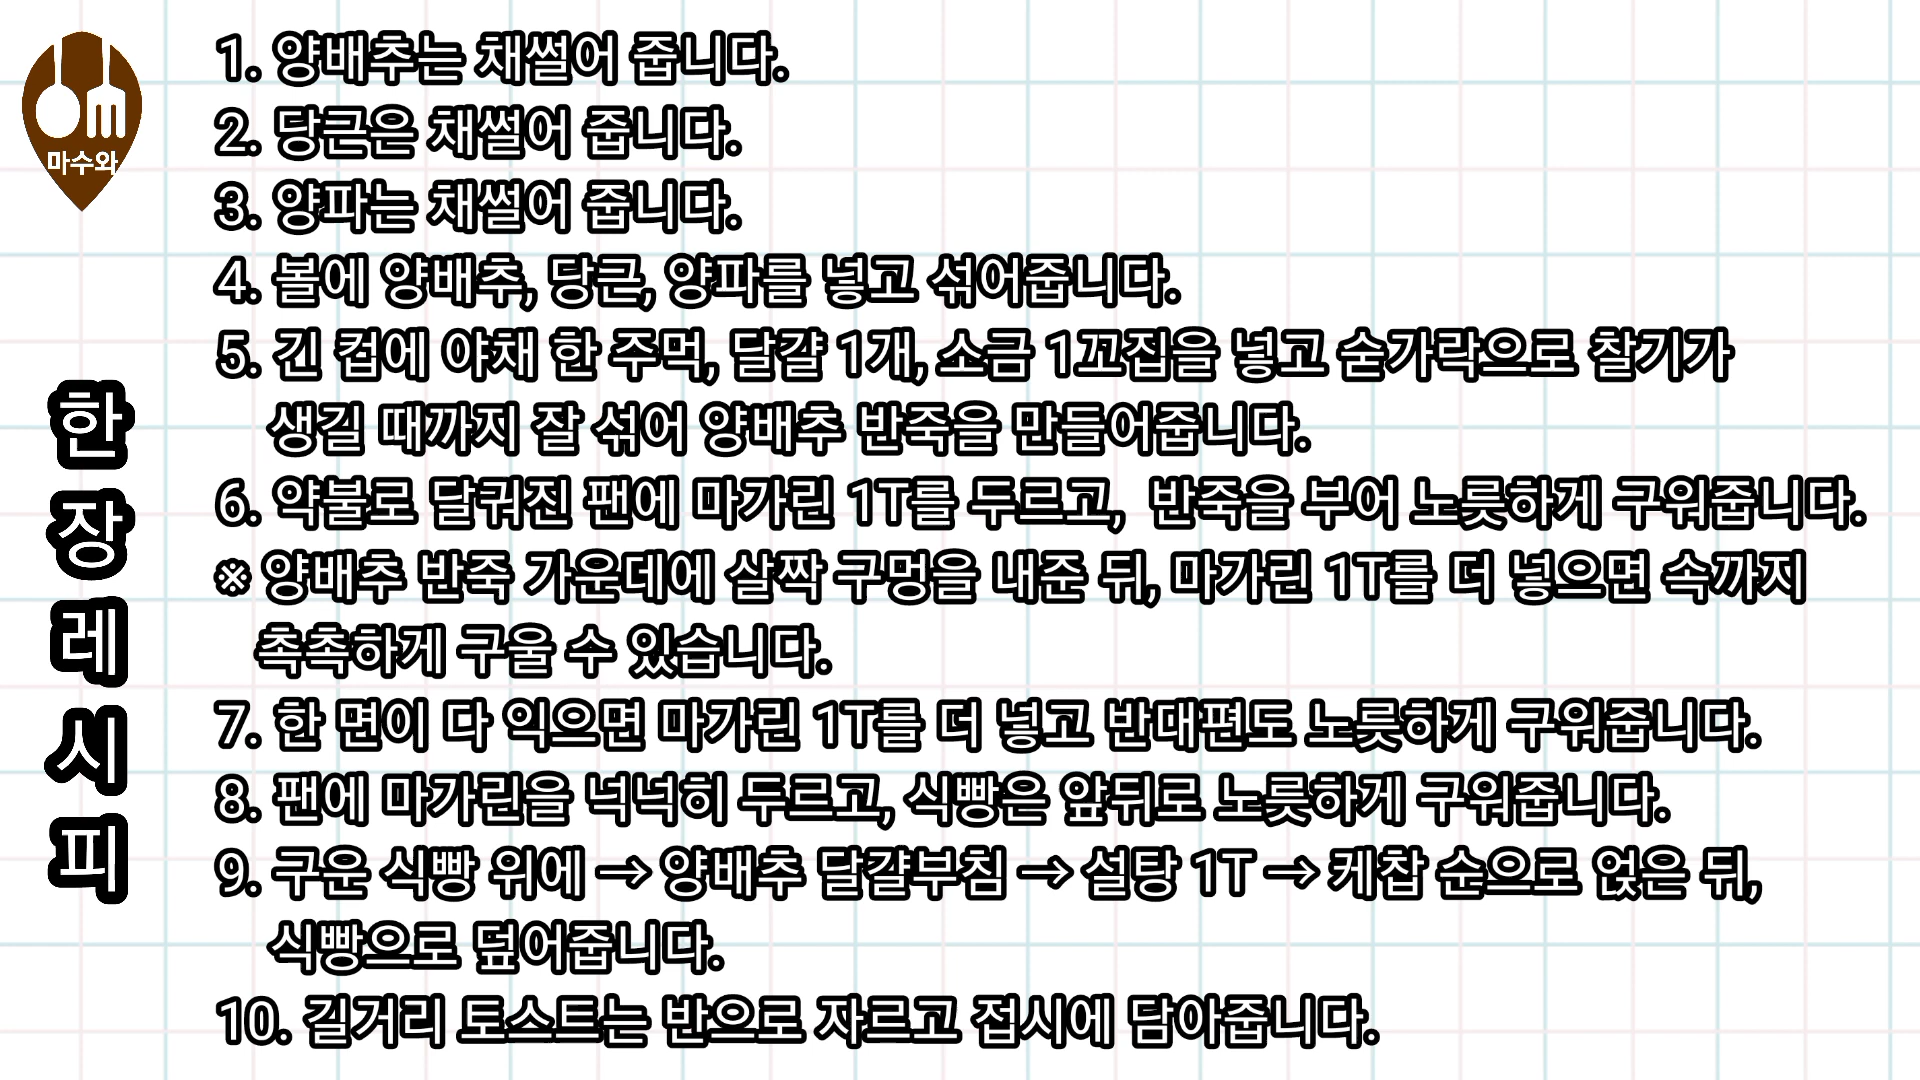 마수와
한장레시피
1. 양배추는 채썰어 줍니다.
2. 당큰은 채썰어 줍니다.
3. 양파는 채썰어 줍니다.
4. 볼에 양배추, 당큰, 양파를 넣고 섞어줍니다.
5. 긴 컵에 야채 한 주먹, 달걀 1개, 소금 1꼬집을 넣고 숟가락으로 찰기가
생길 때까지 잘 섞어 양배추 반죽을 만들어줍니다.
6. 약불로 달궈진 팬에 마가린 1T를 두르고, 반죽을 부어 노릇하게 구워줍니다.
※ 양배추 반죽 가운데에 살짝 구멍을 내준 뒤, 마가린 1T를 더 넣으면 속까지
촉촉하게 구울 수 있습니다.
7. 한 면이 다 익으면 마가린 1T를 더 넣고 반대편도 노릇하게 구워줍니다.
8. 팬에 마가린을 넉넉히 두르고, 식빵은 앞뒤로 노릇하게 구워줍니다.
9. 구운 식빵 위에 → 양배추 달걀부침 → 설탕 1T → 케찹 순으로 얹은 뒤,
식빵으로 덮어줍니다.
10. 길거리 토스트는 반으로 자르고 접시에 담아줍니다.